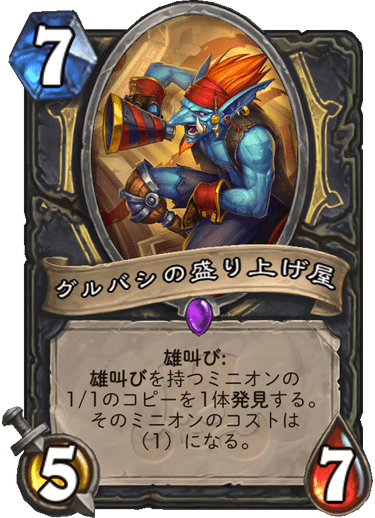 7
グルバシの盛り上げ屋
雄叫び:
雄叫びを持つミニオンの
1/1のコピーを1体発見する。
そのミニオンのコストは
（1）になる。
5
7